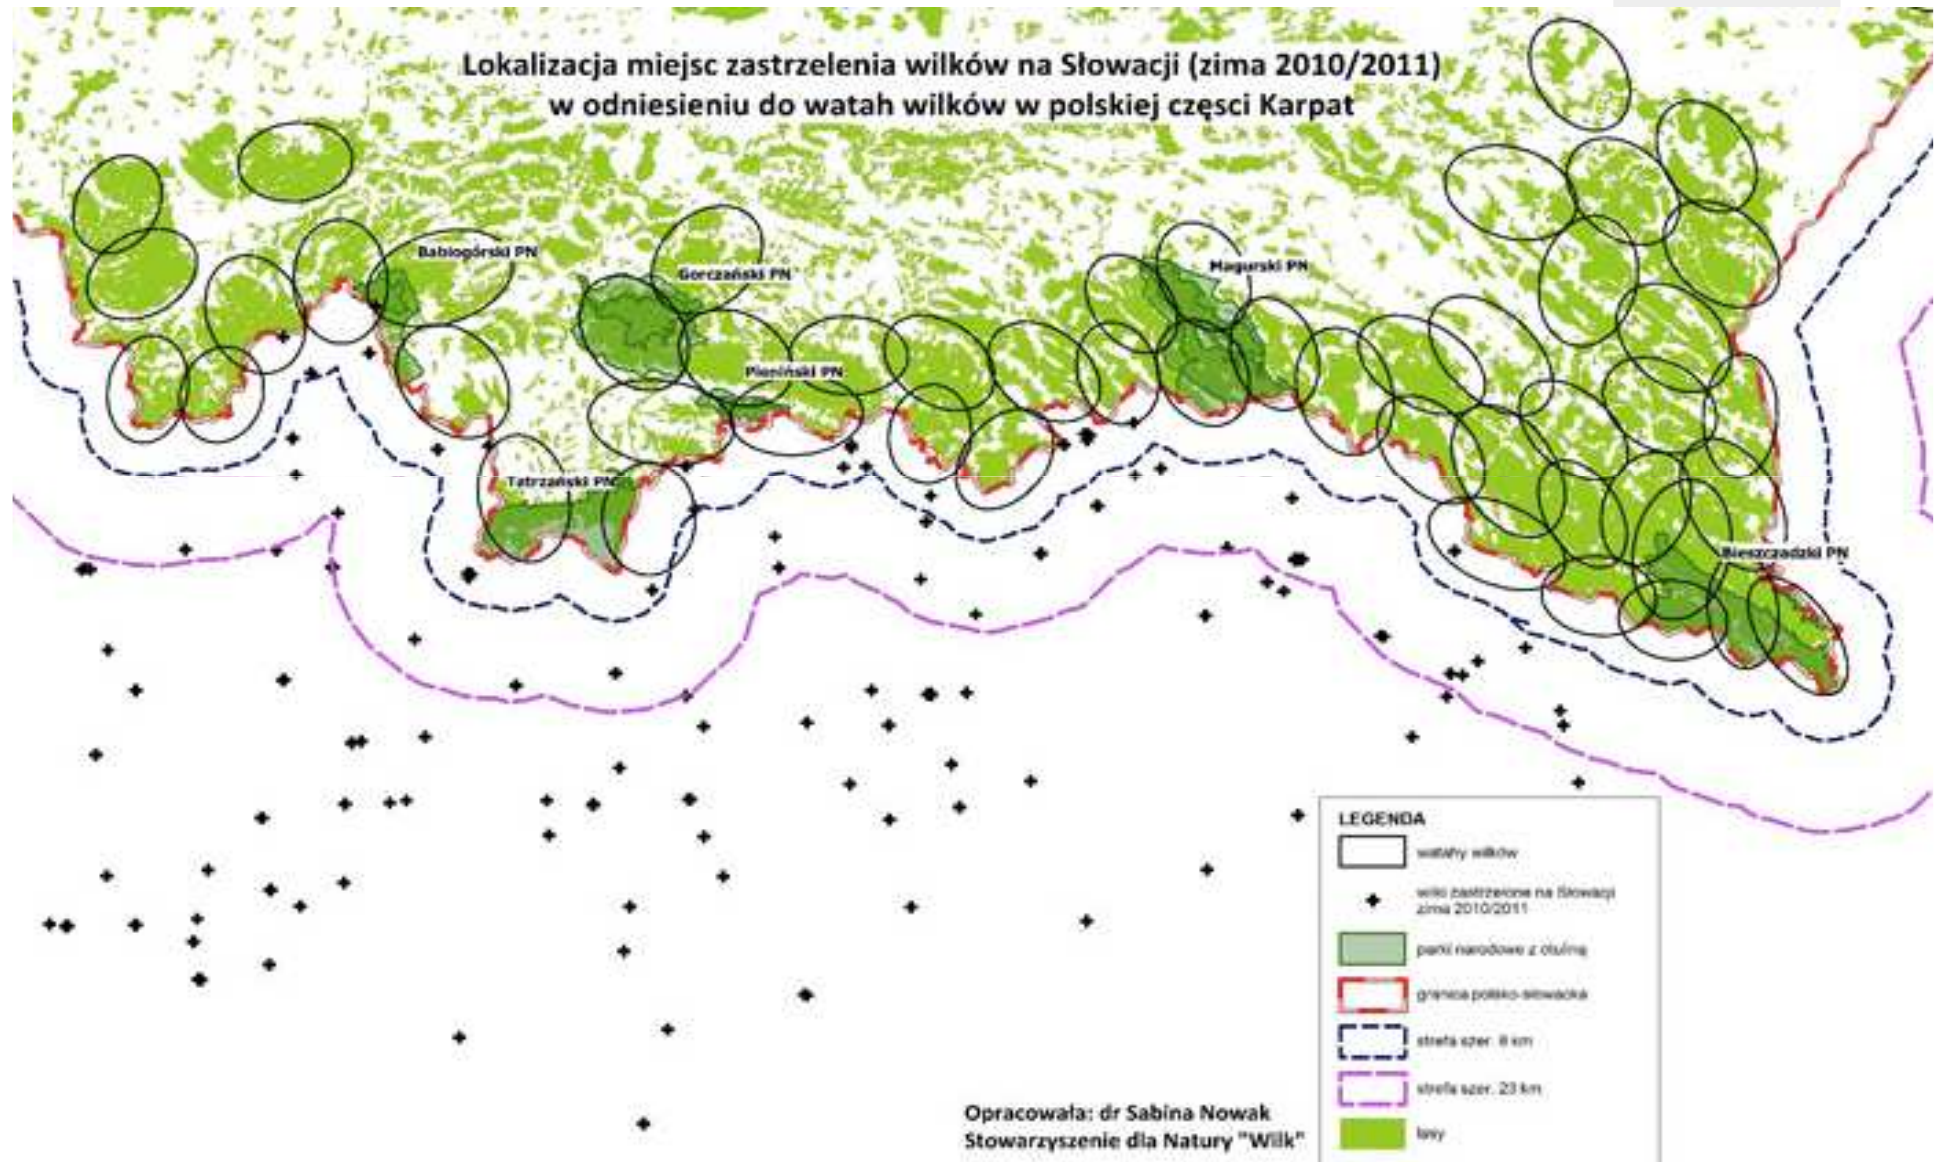 Lokalizacja miejsc zastrzelenia wilków na Słowacji (zima 2010/2011)
w odniesieniu do watah wilków w polskiej częsci Karpat
Babiogórski PN
Gorczański PN
Magurski PN
Pieniński PN
Tatrzański PN
Bieszczadzki PN
LEGENDA
watahy wilków
wilki zastrzelone na Słowacji
zima 2010/2011
parki narodowe z otuliną
granica polsko-słowacka
strefa szer. 8 km
strefa szer. 23 km
lasy
Opracowała: dr Sabina Nowak
Stowarzyszenie dla Natury "Wilk"